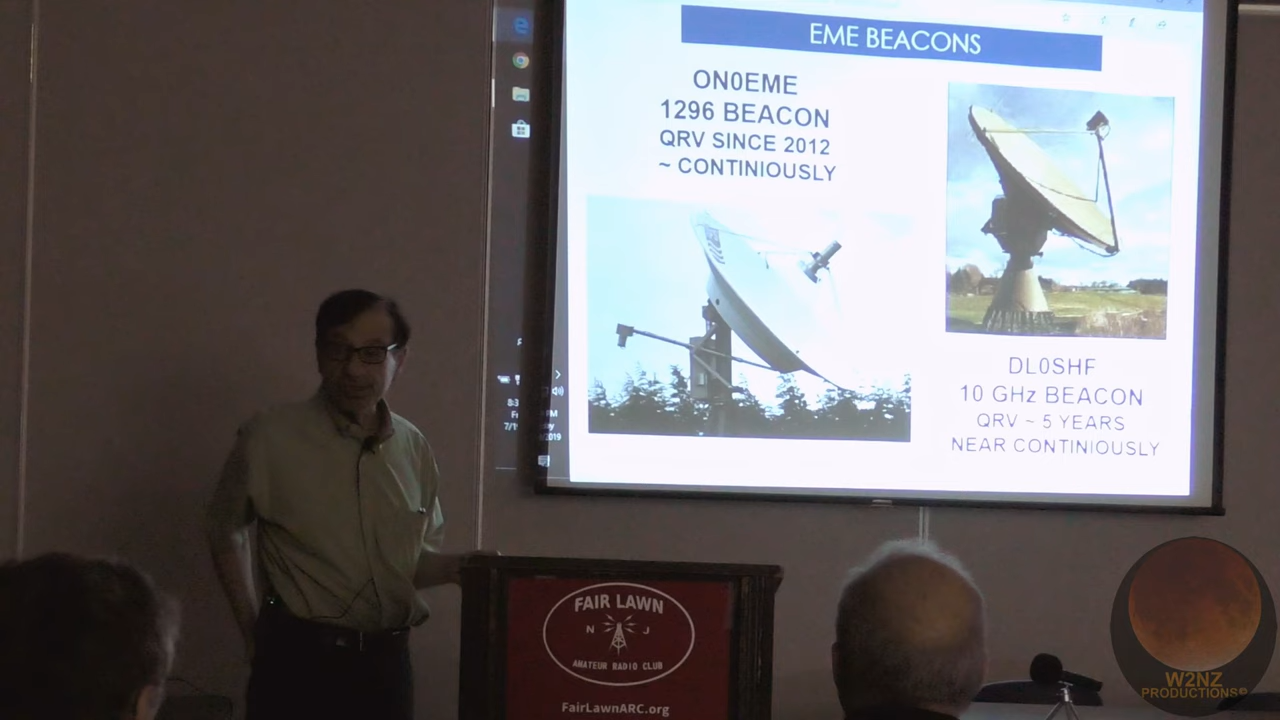 EME BEACONS
ON0EME
1296 BEACON
QRV SINCE 2012
~ CONTINIOUSLY
DL0SHF
10 GHz BEACON
QRV ~ 5 YEARS
NEAR CONTINIOUSLY
FAIR LAWN
N J
AMATEUR RADIO CLUB
FairLawnARC.org
W2NZ
PRODUCTIONS©